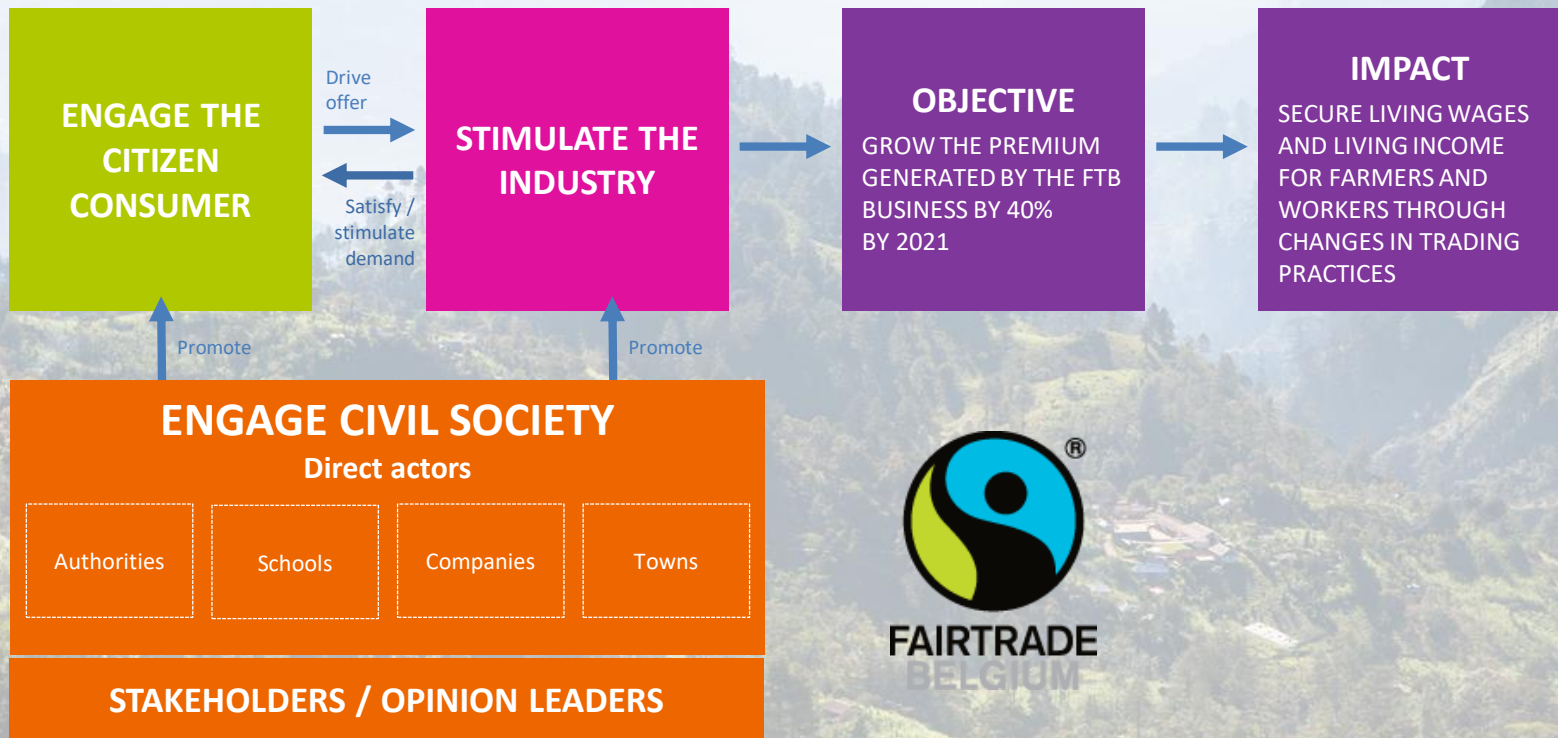 ENGAGE THE
CITIZEN
CONSUMER
Drive
offer
Satisfy /
stimulate
demand
STIMULATE THE
INDUSTRY
OBJECTIVE
GROW THE PREMIUM
GENERATED BY THE FTB
BUSINESS BY 40%
BY 2021
IMPACT
SECURE LIVING WAGES
AND LIVING INCOME
FOR FARMERS AND
WORKERS THROUGH
CHANGES IN TRADING
PRACTICES
Promote
Promote
ENGAGE CIVIL SOCIETY
Direct actors
Authorities
Schools
Companies
Towns
STAKEHOLDERS / OPINION LEADERS
®
FAIRTRADE
BELGIUM